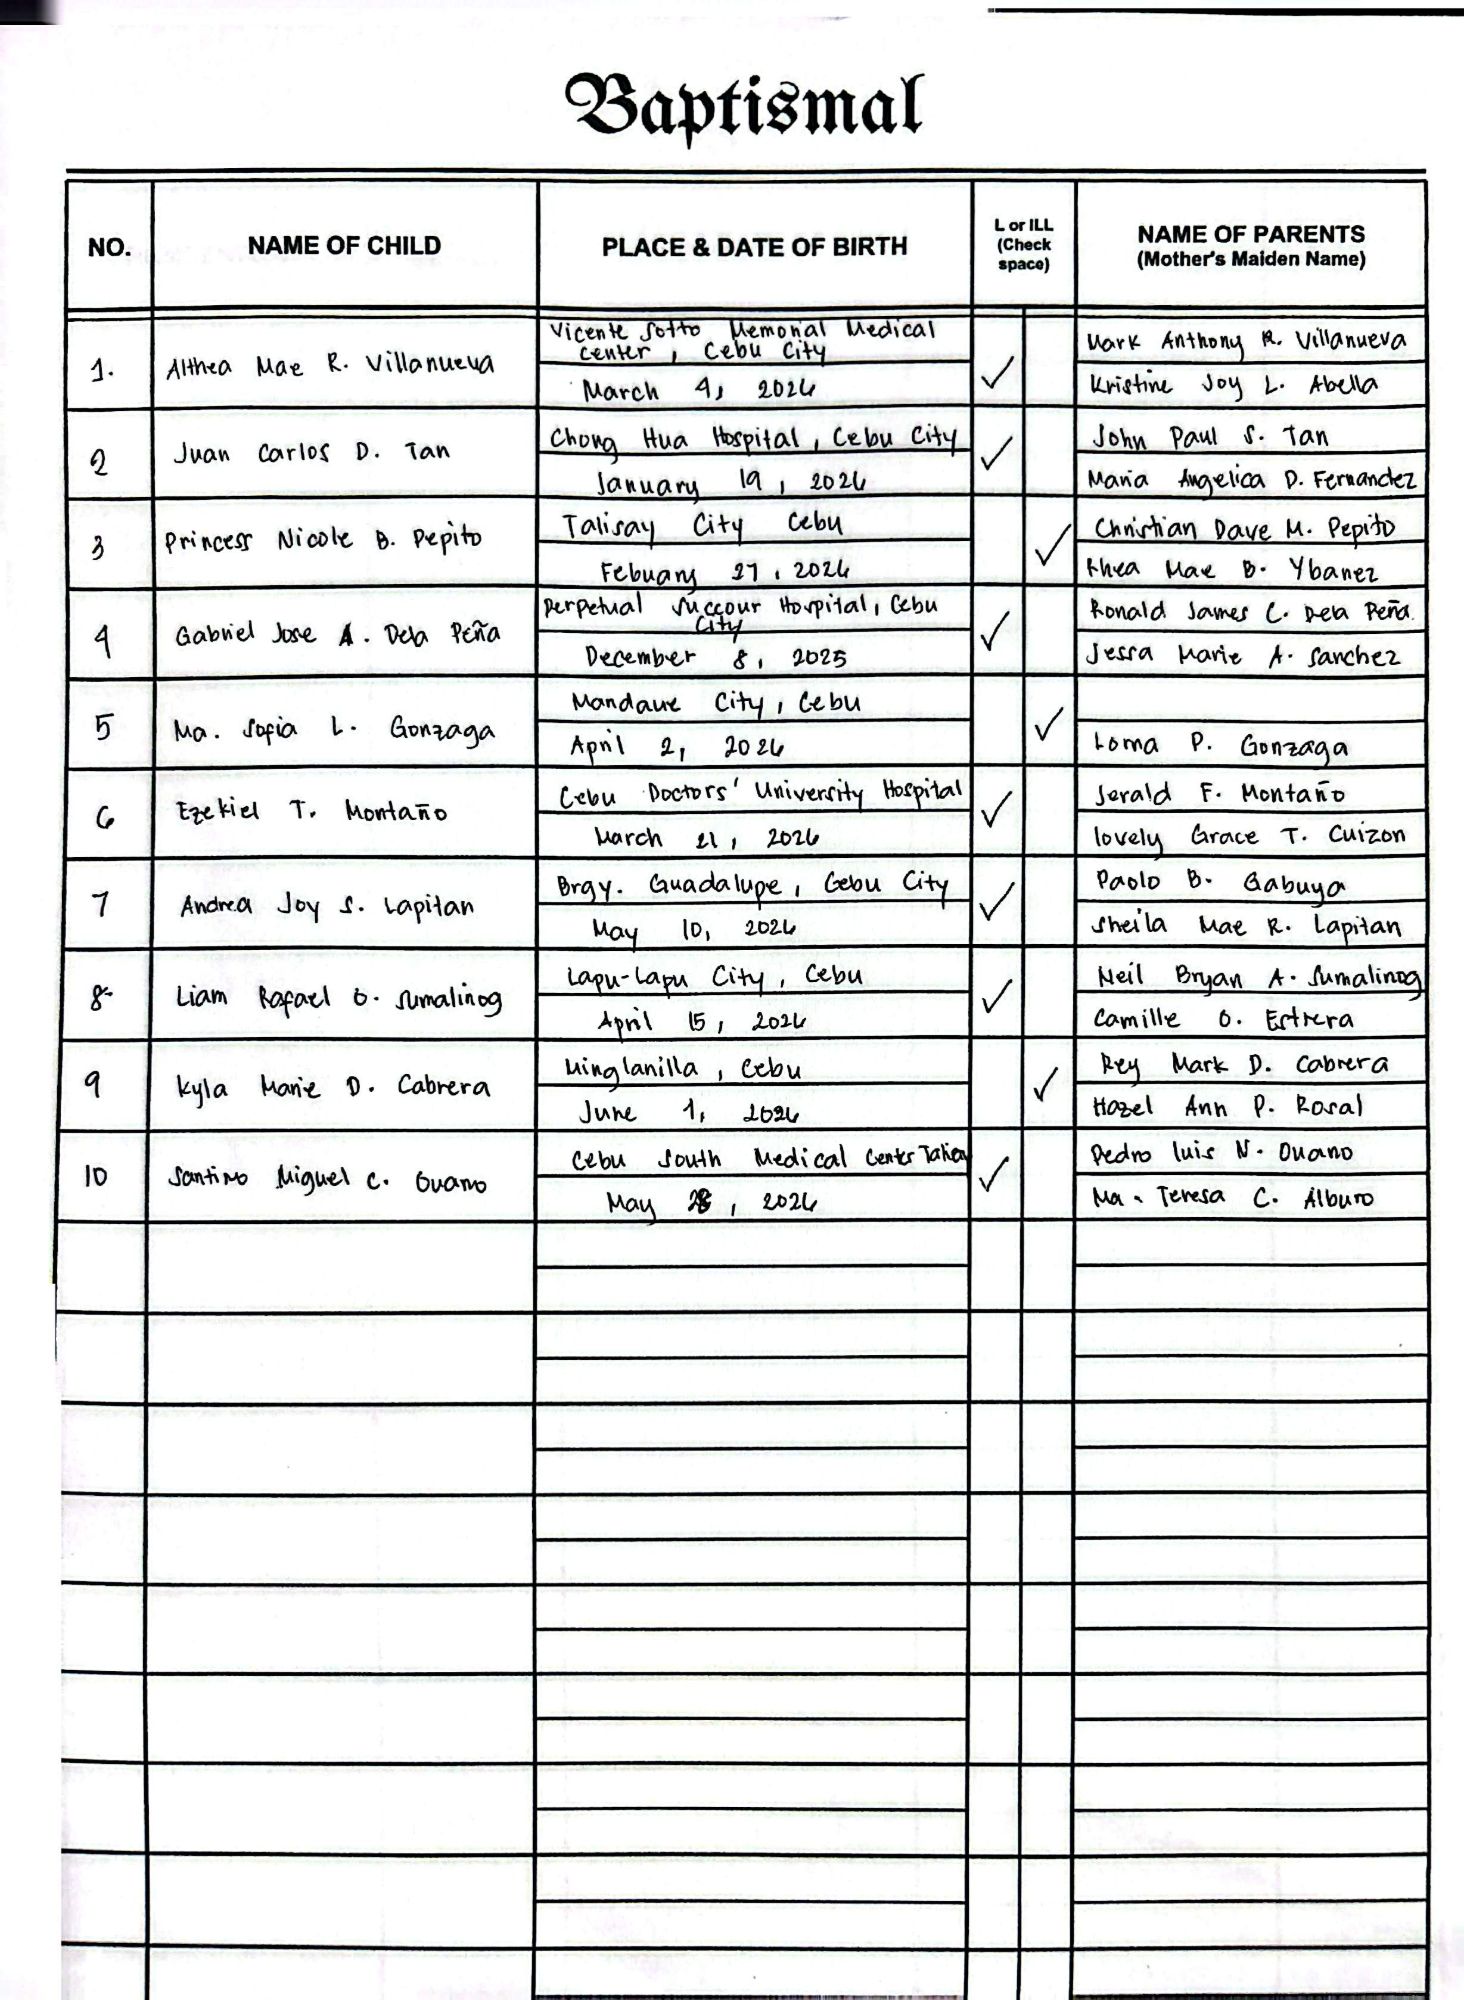 Baptismal
NO.
NAME OF CHILD
PLACE & DATE OF BIRTH
L or ILL
(Check
space)
NAME OF PARENTS
(Mother's Maiden Name)
1.
Althea Mae R. Villanueva
Vicente Sotto Memorial Medical
center, Cebu City
March 4, 2026
✓
Mark Anthony R. Villanueva
Kristine Joy L. Abella
2
Juan Carlos D. Tan
Chong Hua Hospital, Cebu City
January 19, 2026
✓
John Paul S. Tan
Maria Angelica D. Fernandez
3
Princess Nicole B. Pepito
Talisay City Cebu
Febuary 27, 2026
✓
Christian Dave M. Pepito
Rhea Mae B. Ybanez
4
Gabriel Jose A. Dela Peña
Perpetual Succour Hospital, Cebu
City
December 8, 2025
✓
Ronald James C. Dela Peña
Jessa Marie A. Sanchez
5
Ma. Sofia L. Gonzaga
Mandaue City, Cebu
April 2, 2026
✓
Lorna P. Gonzaga
6
Ezekiel T. Montaño
Cebu Doctors' University Hospital
March 21, 2026
✓
Jerald F. Montaño
Lovely Grace T. Cuizon
7
Andrea Joy S. Lapitan
Brgy. Guadalupe, Cebu City
May 10, 2026
✓
Paolo B. Gabuya
Sheila Mae R. Lapitan
8
Liam Rafael O. Sumalinog
Lapu-Lapu City, Cebu
April 15, 2026
✓
Neil Bryan A. Sumalinog
Camille O. Estrera
9
Kyla Marie D. Cabrera
Minglanilla, Cebu
June 1, 2026
✓
Rey Mark D. Cabrera
Hazel Ann P. Rosal
10
Santino Miguel C. Ouano
Cebu South Medical Center
May 28, 2026
✓
Pedro Luis N. Ouano
Ma. Teresa C. Alburo